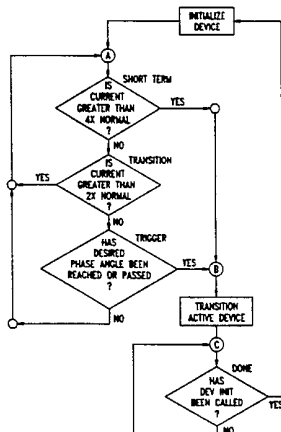 INITIALIZE
DEVICE
A
SHORT TERM
IS
CURRENT
GREATER THAN
4X NORMAL
?
YES
NO
TRANSITION
IS
CURRENT
GREATER THAN
2X NORMAL
?
YES
NO
TRIGGER
HAS
DESIRED
PHASE ANGLE BEEN
REACHED OR PASSED
?
YES
NO
B
TRANSITION
ACTIVE DEVICE
C
DONE
HAS
DEV INIT
BEEN CALLED
?
YES
NO